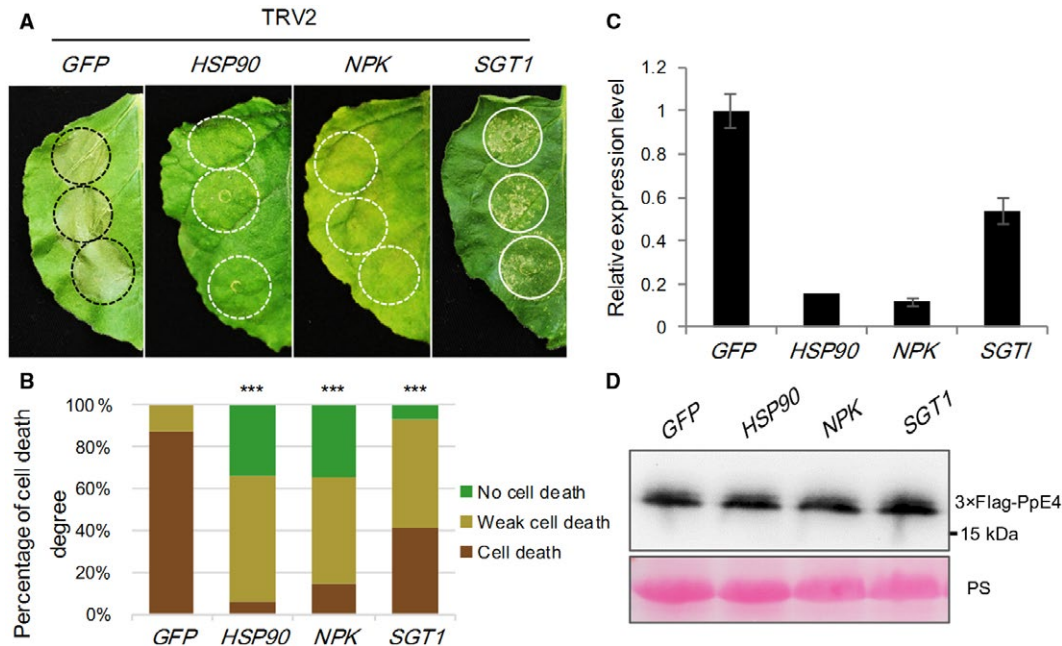 A
TRV2
GFP HSP90 NPK SGT1
B
Percentage of cell death
degree
100%
80%
60%
40%
20%
0%
*** *** ***
GFP HSP90 NPK SGT1
No cell death
Weak cell death
Cell death
C
Relative expression level
1.2
1
0.8
0.6
0.4
0.2
0
GFP HSP90 NPK SGTI
D
GFP HSP90 NPK SGT1
3×Flag-PpE4
15 kDa
PS